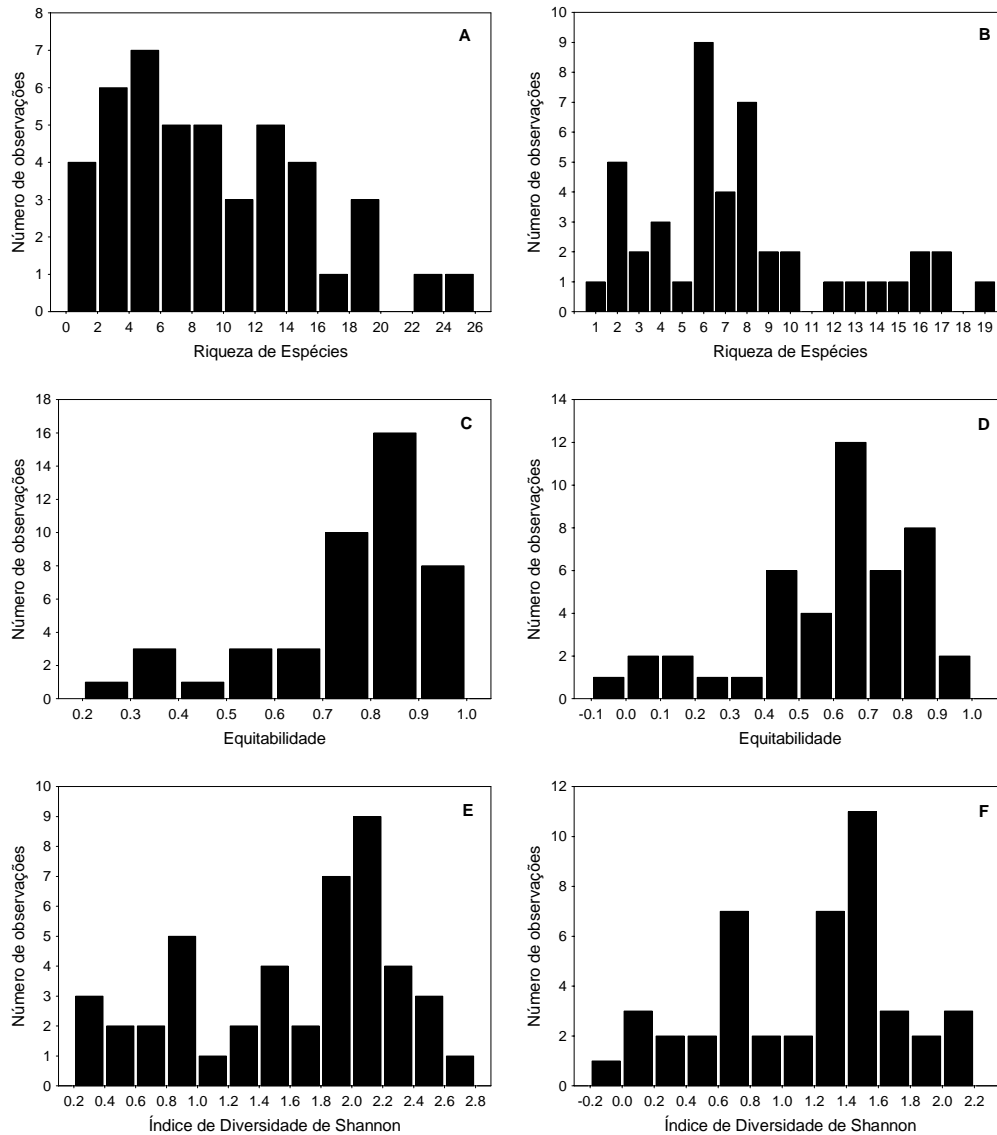 A
Número de observações
8
7
6
5
4
3
2
1
0
0 2 4 6 8 10 12 14 16 18 20 22 24 26
Riqueza de Espécies
B
Número de observações
10
9
8
7
6
5
4
3
2
1
0
1 2 3 4 5 6 7 8 9 10 11 12 13 14 15 16 17 18 19
Riqueza de Espécies
C
Número de observações
18
16
14
12
10
8
6
4
2
0
0.2 0.3 0.4 0.5 0.6 0.7 0.8 0.9 1.0
Equitabilidade
D
Número de observações
14
12
10
8
6
4
2
0
-0.1 0.0 0.1 0.2 0.3 0.4 0.5 0.6 0.7 0.8 0.9 1.0
Equitabilidade
E
Número de observações
10
9
8
7
6
5
4
3
2
1
0
0.2 0.4 0.6 0.8 1.0 1.2 1.4 1.6 1.8 2.0 2.2 2.4 2.6 2.8
Índice de Diversidade de Shannon
F
Número de observações
12
10
8
6
4
2
0
-0.2 0.0 0.2 0.4 0.6 0.8 1.0 1.2 1.4 1.6 1.8 2.0 2.2
Índice de Diversidade de Shannon